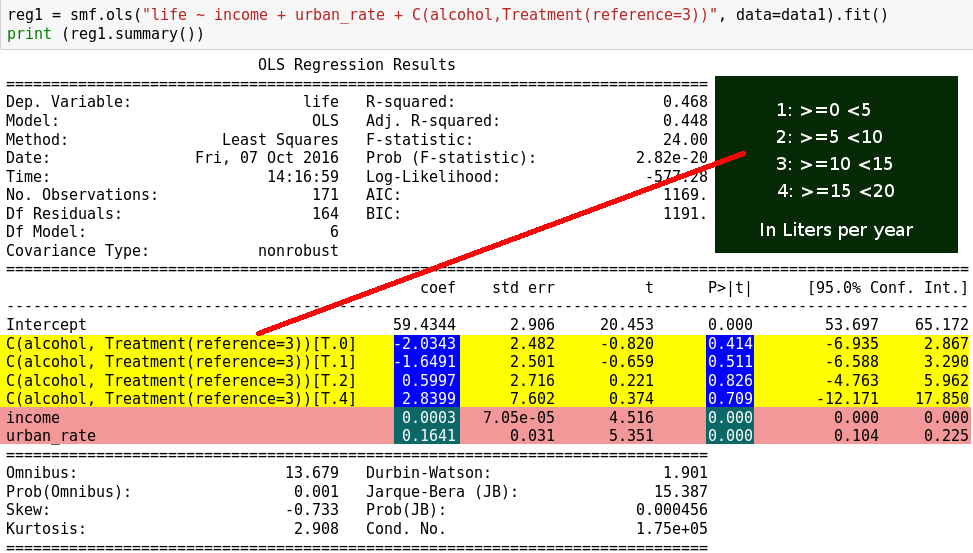 reg1 = smf.ols("life ~ income + urban_rate + C(alcohol,Treatment(reference=3))", data=data1).fit()
print (reg1.summary())
OLS Regression Results
==============================================================================
Dep. Variable: life R-squared: 0.468
Model: OLS Adj. R-squared: 0.448
Method: Least Squares F-statistic: 24.00
Date: Fri, 07 Oct 2016 Prob (F-statistic): 2.82e-20
Time: 14:16:59 Log-Likelihood: -577.28
No. Observations: 171 AIC: 1169.
Df Residuals: 164 BIC: 1191.
Df Model: 6
Covariance Type: nonrobust
1: >=0 <5
2: >=5 <10
3: >=10 <15
4: >=15 <20
In Liters per year
===========================================================================================================
coef std err t P>|t| [95.0% Conf. Int.]
-----------------------------------------------------------------------------------------------------------
Intercept 59.4344 2.906 20.453 0.000 53.697 65.172
C(alcohol, Treatment(reference=3))[T.0] -2.0343 2.482 -0.820 0.414 -6.935 2.867
C(alcohol, Treatment(reference=3))[T.1] -1.6491 2.501 -0.659 0.511 -6.588 3.290
C(alcohol, Treatment(reference=3))[T.2] 0.5997 2.716 0.221 0.826 -4.763 5.962
C(alcohol, Treatment(reference=3))[T.4] 2.8399 7.602 0.374 0.709 -12.171 17.850
income 0.0003 7.05e-05 4.516 0.000 0.000 0.000
urban_rate 0.1641 0.031 5.351 0.000 0.104 0.225
==============================================================================
Omnibus: 13.679 Durbin-Watson: 1.901
Prob(Omnibus): 0.001 Jarque-Bera (JB): 15.387
Skew: -0.733 Prob(JB): 0.000456
Kurtosis: 2.908 Cond. No. 1.75e+05
==============================================================================